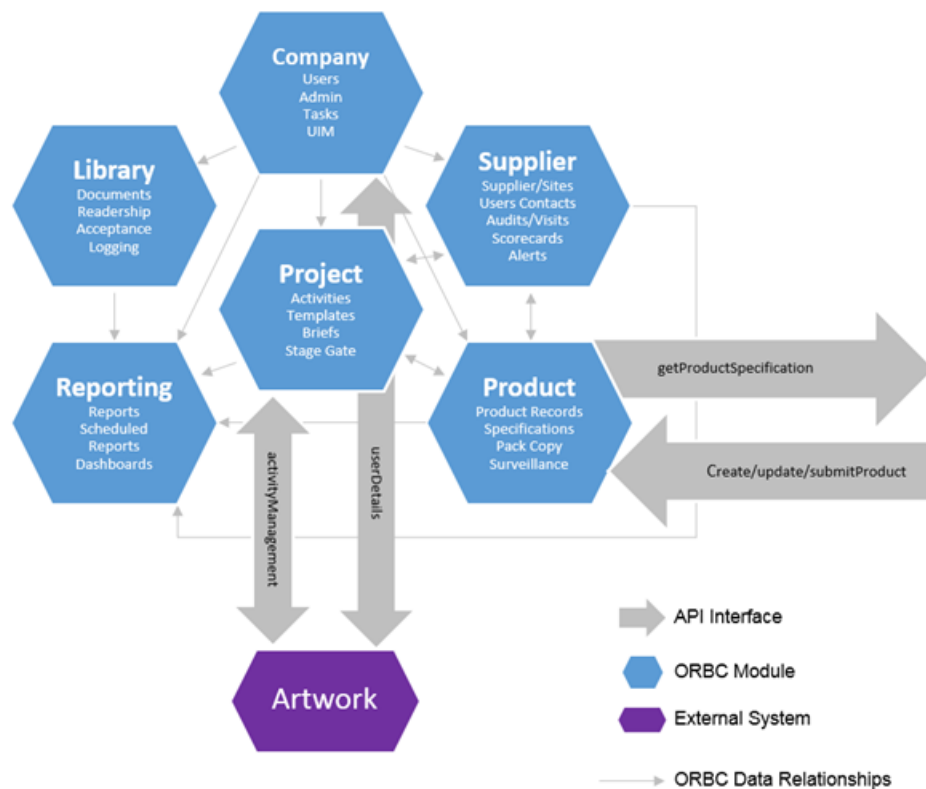 Company
Users
Admin
Tasks
UIM
Library
Documents
Readership
Acceptance
Logging
Supplier
Supplier/Sites
Users Contacts
Audits/Visits
Scorecards
Alerts
Project
Activities
Templates
Briefs
Stage Gate
Reporting
Reports
Scheduled
Reports
Dashboards
Product
Product Records
Specifications
Pack Copy
Surveillance
getProductSpecification
Create/update/submitProduct
activityManagement
userDetails
Artwork
API Interface
ORBC Module
External System
ORBC Data Relationships